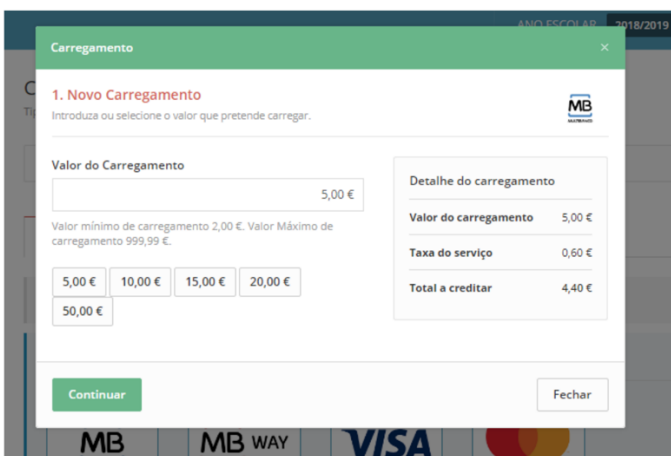 ANO ESCOLAR 2018/2019
Carregamento ×
1. Novo Carregamento
Introduza ou selecione o valor que pretende carregar.
MB
MULTIBANCO
Valor do Carregamento
5,00 €
Valor mínimo de carregamento 2,00 €. Valor Máximo de
carregamento 999,99 €.
5,00 € 10,00 € 15,00 € 20,00 €
50,00 €
Detalhe do carregamento
Valor do carregamento 5,00 €
Taxa do serviço 0,60 €
Total a creditar 4,40 €
Continuar
Fechar
MB MB WAY VISA